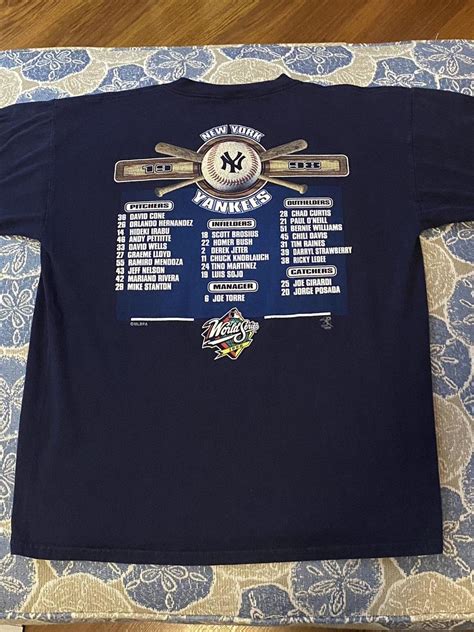 NEW YORK
NY
19 98
YANKEES
PITCHERS
36 DAVID CONE
26 ORLANDO HERNANDEZ
14 HIDEKI IRABU
46 ANDY PETTITTE
33 DAVID WELLS
27 GRAEME LLOYD
55 RAMIRO MENDOZA
43 JEFF NELSON
42 MARIANO RIVERA
29 MIKE STANTON
INFIELDERS
18 SCOTT BROSIUS
22 HOMER BUSH
2 DEREK JETER
11 CHUCK KNOBLAUCH
24 TINO MARTINEZ
19 LUIS SOJO
MANAGER
6 JOE TORRE
OUTFIELDERS
28 CHAD CURTIS
21 PAUL O'NEILL
51 BERNIE WILLIAMS
45 CHILI DAVIS
31 TIM RAINES
39 DARRYL STRAWBERRY
38 RICKY LEDEE
CATCHERS
25 JOE GIRARDI
20 JORGE POSADA
©MLBPA
World Series
1998